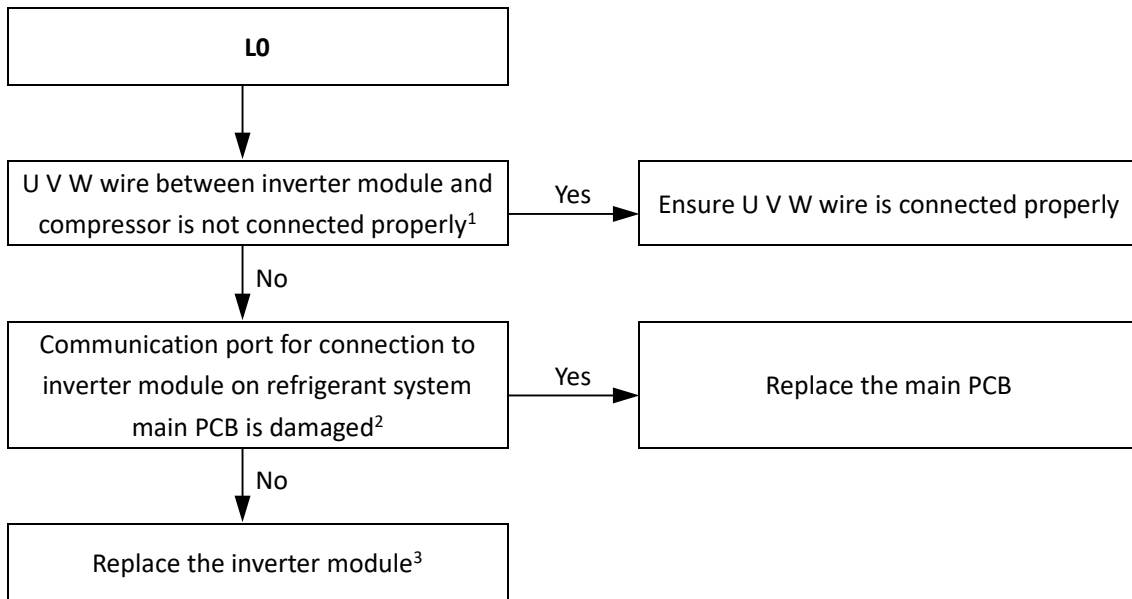 L0
U V W wire between inverter module and
compressor is not connected properly¹
Yes
Ensure U V W wire is connected properly
No
Communication port for connection to
inverter module on refrigerant system
main PCB is damaged²
Yes
Replace the main PCB
No
Replace the inverter module³